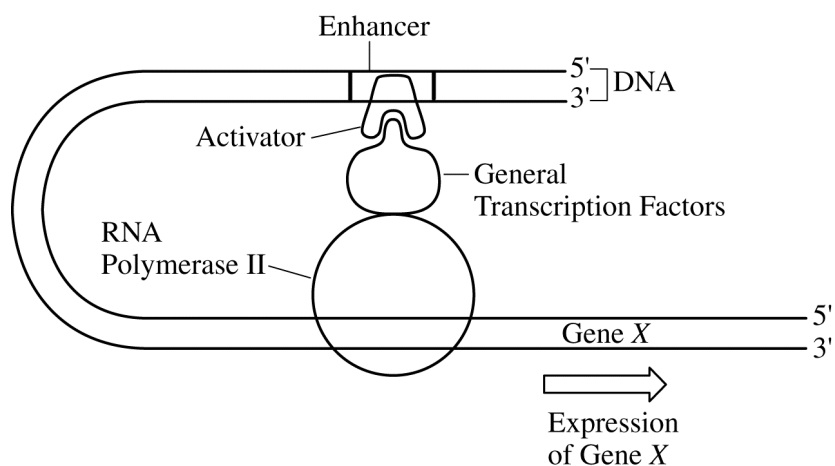 Enhancer
5'
DNA
3'
Activator
General
Transcription Factors
RNA
Polymerase II
5'
Gene X
3'
Expression
of Gene X